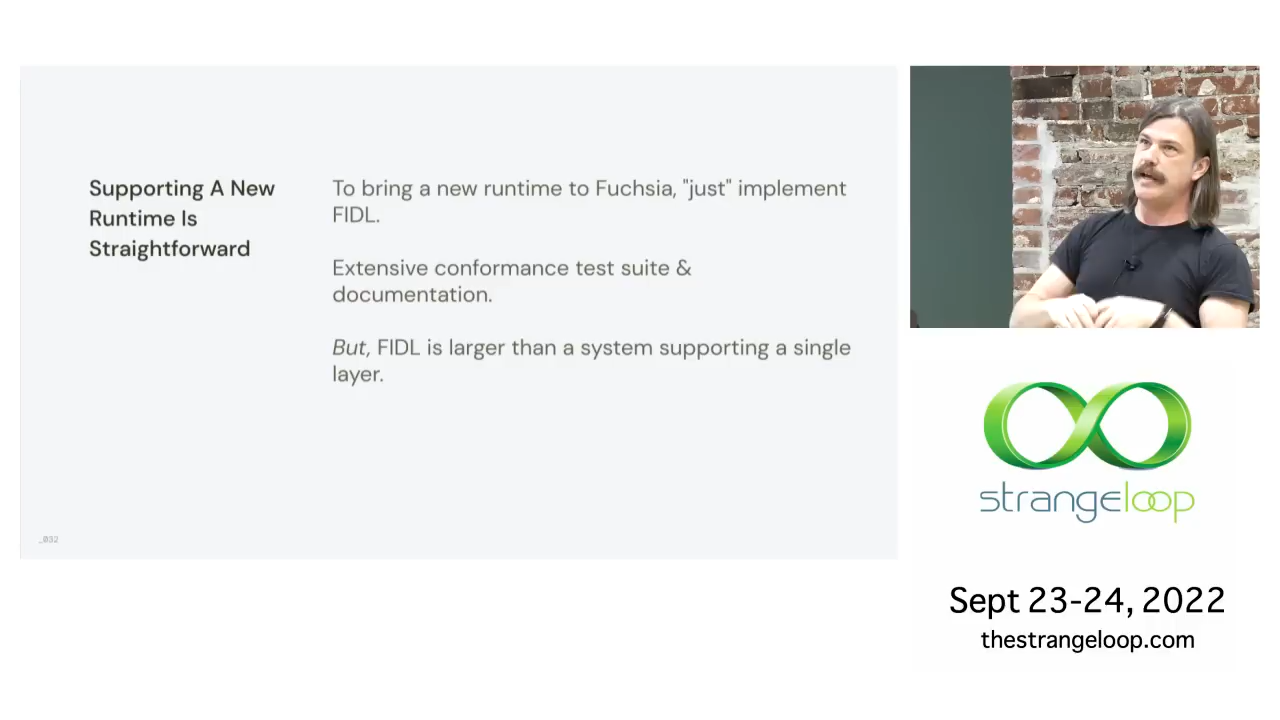 Supporting A New
Runtime Is
Straightforward
To bring a new runtime to Fuchsia, "just" implement
FIDL.
Extensive conformance test suite &
documentation.
But, FIDL is larger than a system supporting a single
layer.
_032
strangeloop
Sept 23-24, 2022
thestrangeloop.com